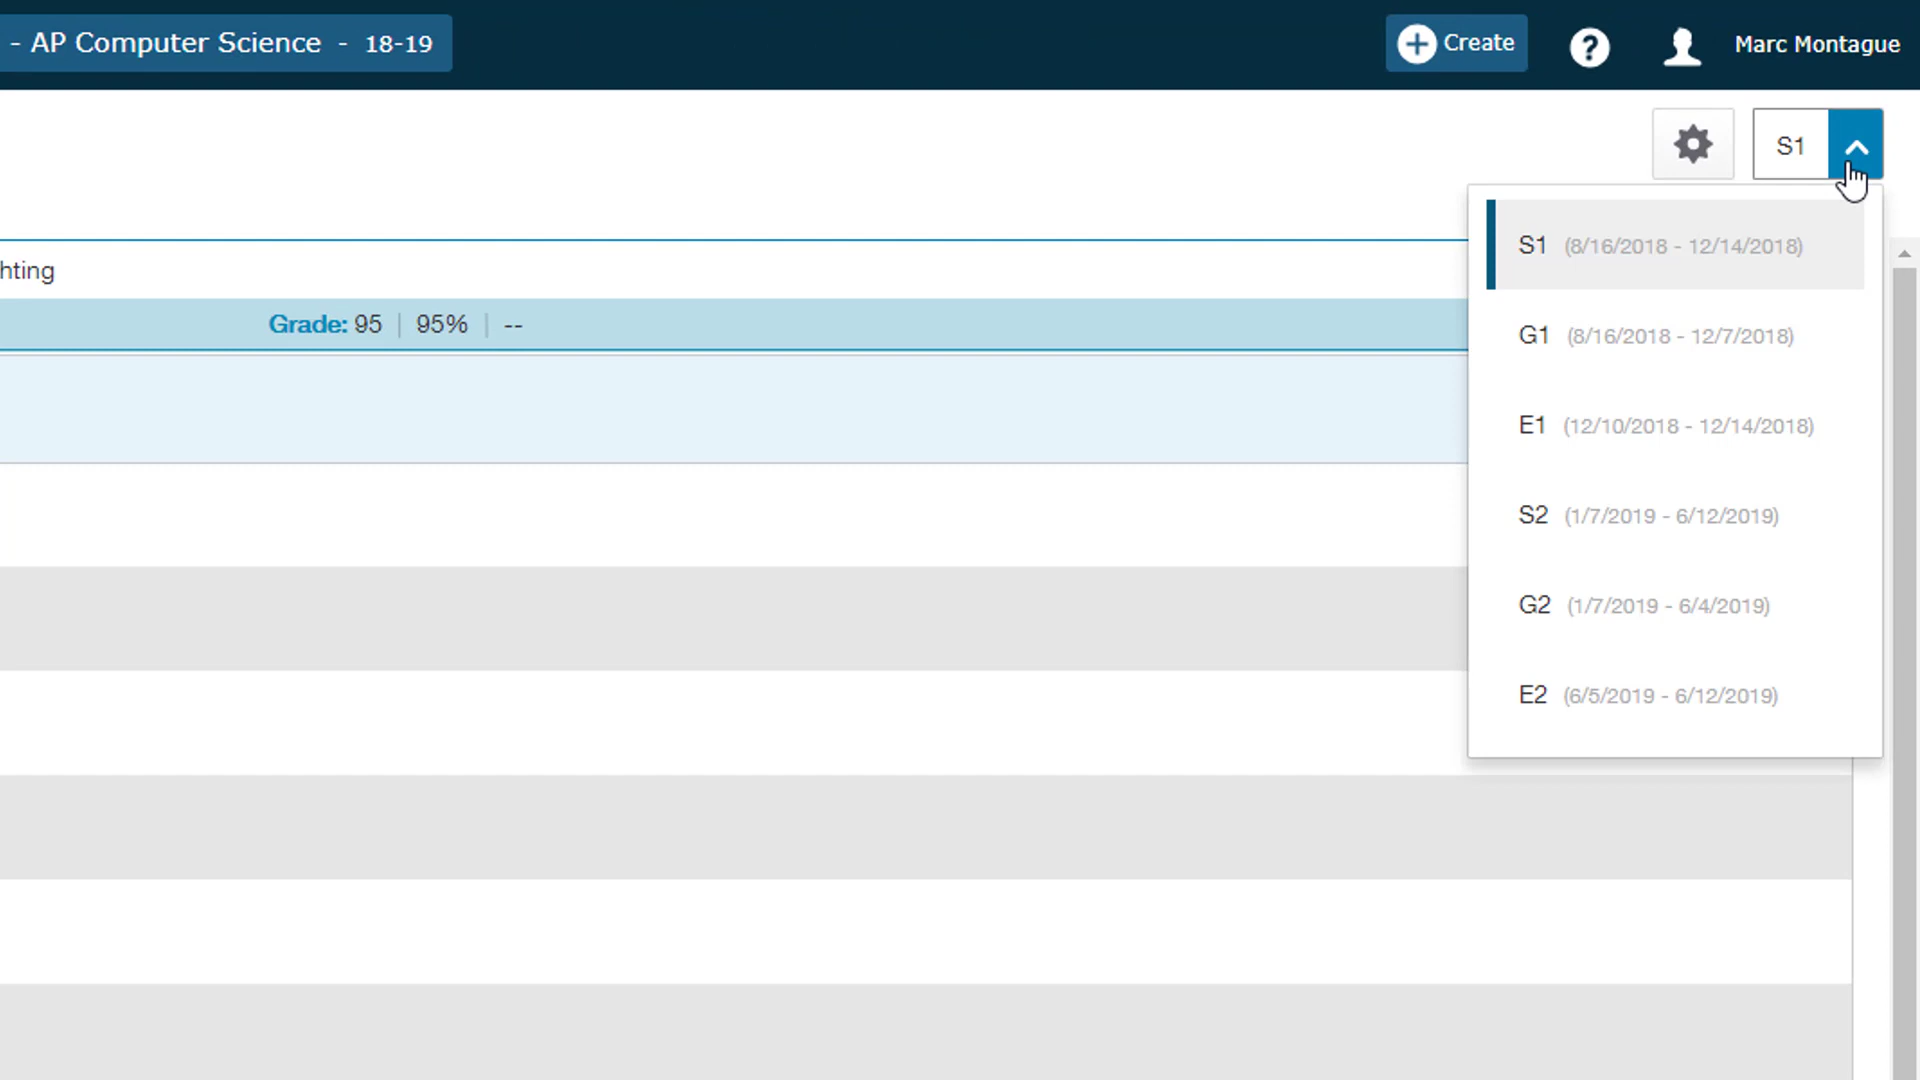 - AP Computer Science - 18-19
Create
?
Marc Montague
S1
S1 (8/16/2018 - 12/14/2018)
hting
Grade: 95 | 95% | --
G1 (8/16/2018 - 12/7/2018)
E1 (12/10/2018 - 12/14/2018)
S2 (1/7/2019 - 6/12/2019)
G2 (1/7/2019 - 6/4/2019)
E2 (6/5/2019 - 6/12/2019)